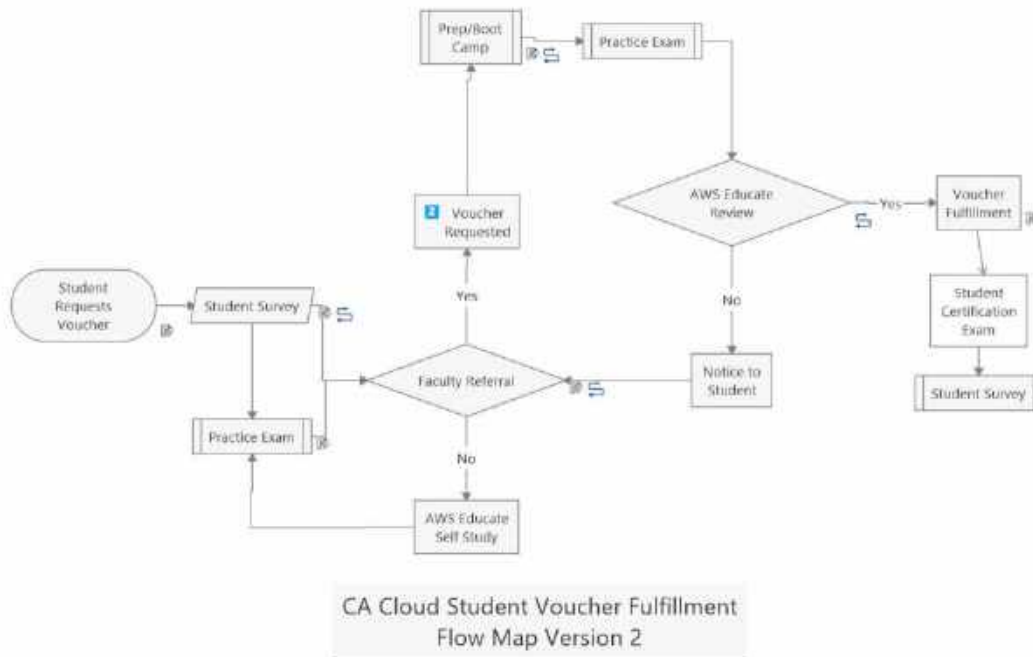 Prep/Boot
Camp
Practice Exam
AWS Educate
Review
Yes
Voucher
Fulfillment
2 Voucher
Requested
Student
Requests
Voucher
Student Survey
Yes
No
Student
Certification
Exam
Faculty Referral
Notice to
Student
Student Survey
Practice Exam
No
AWS Educate
Self Study
CA Cloud Student Voucher Fulfillment
Flow Map Version 2